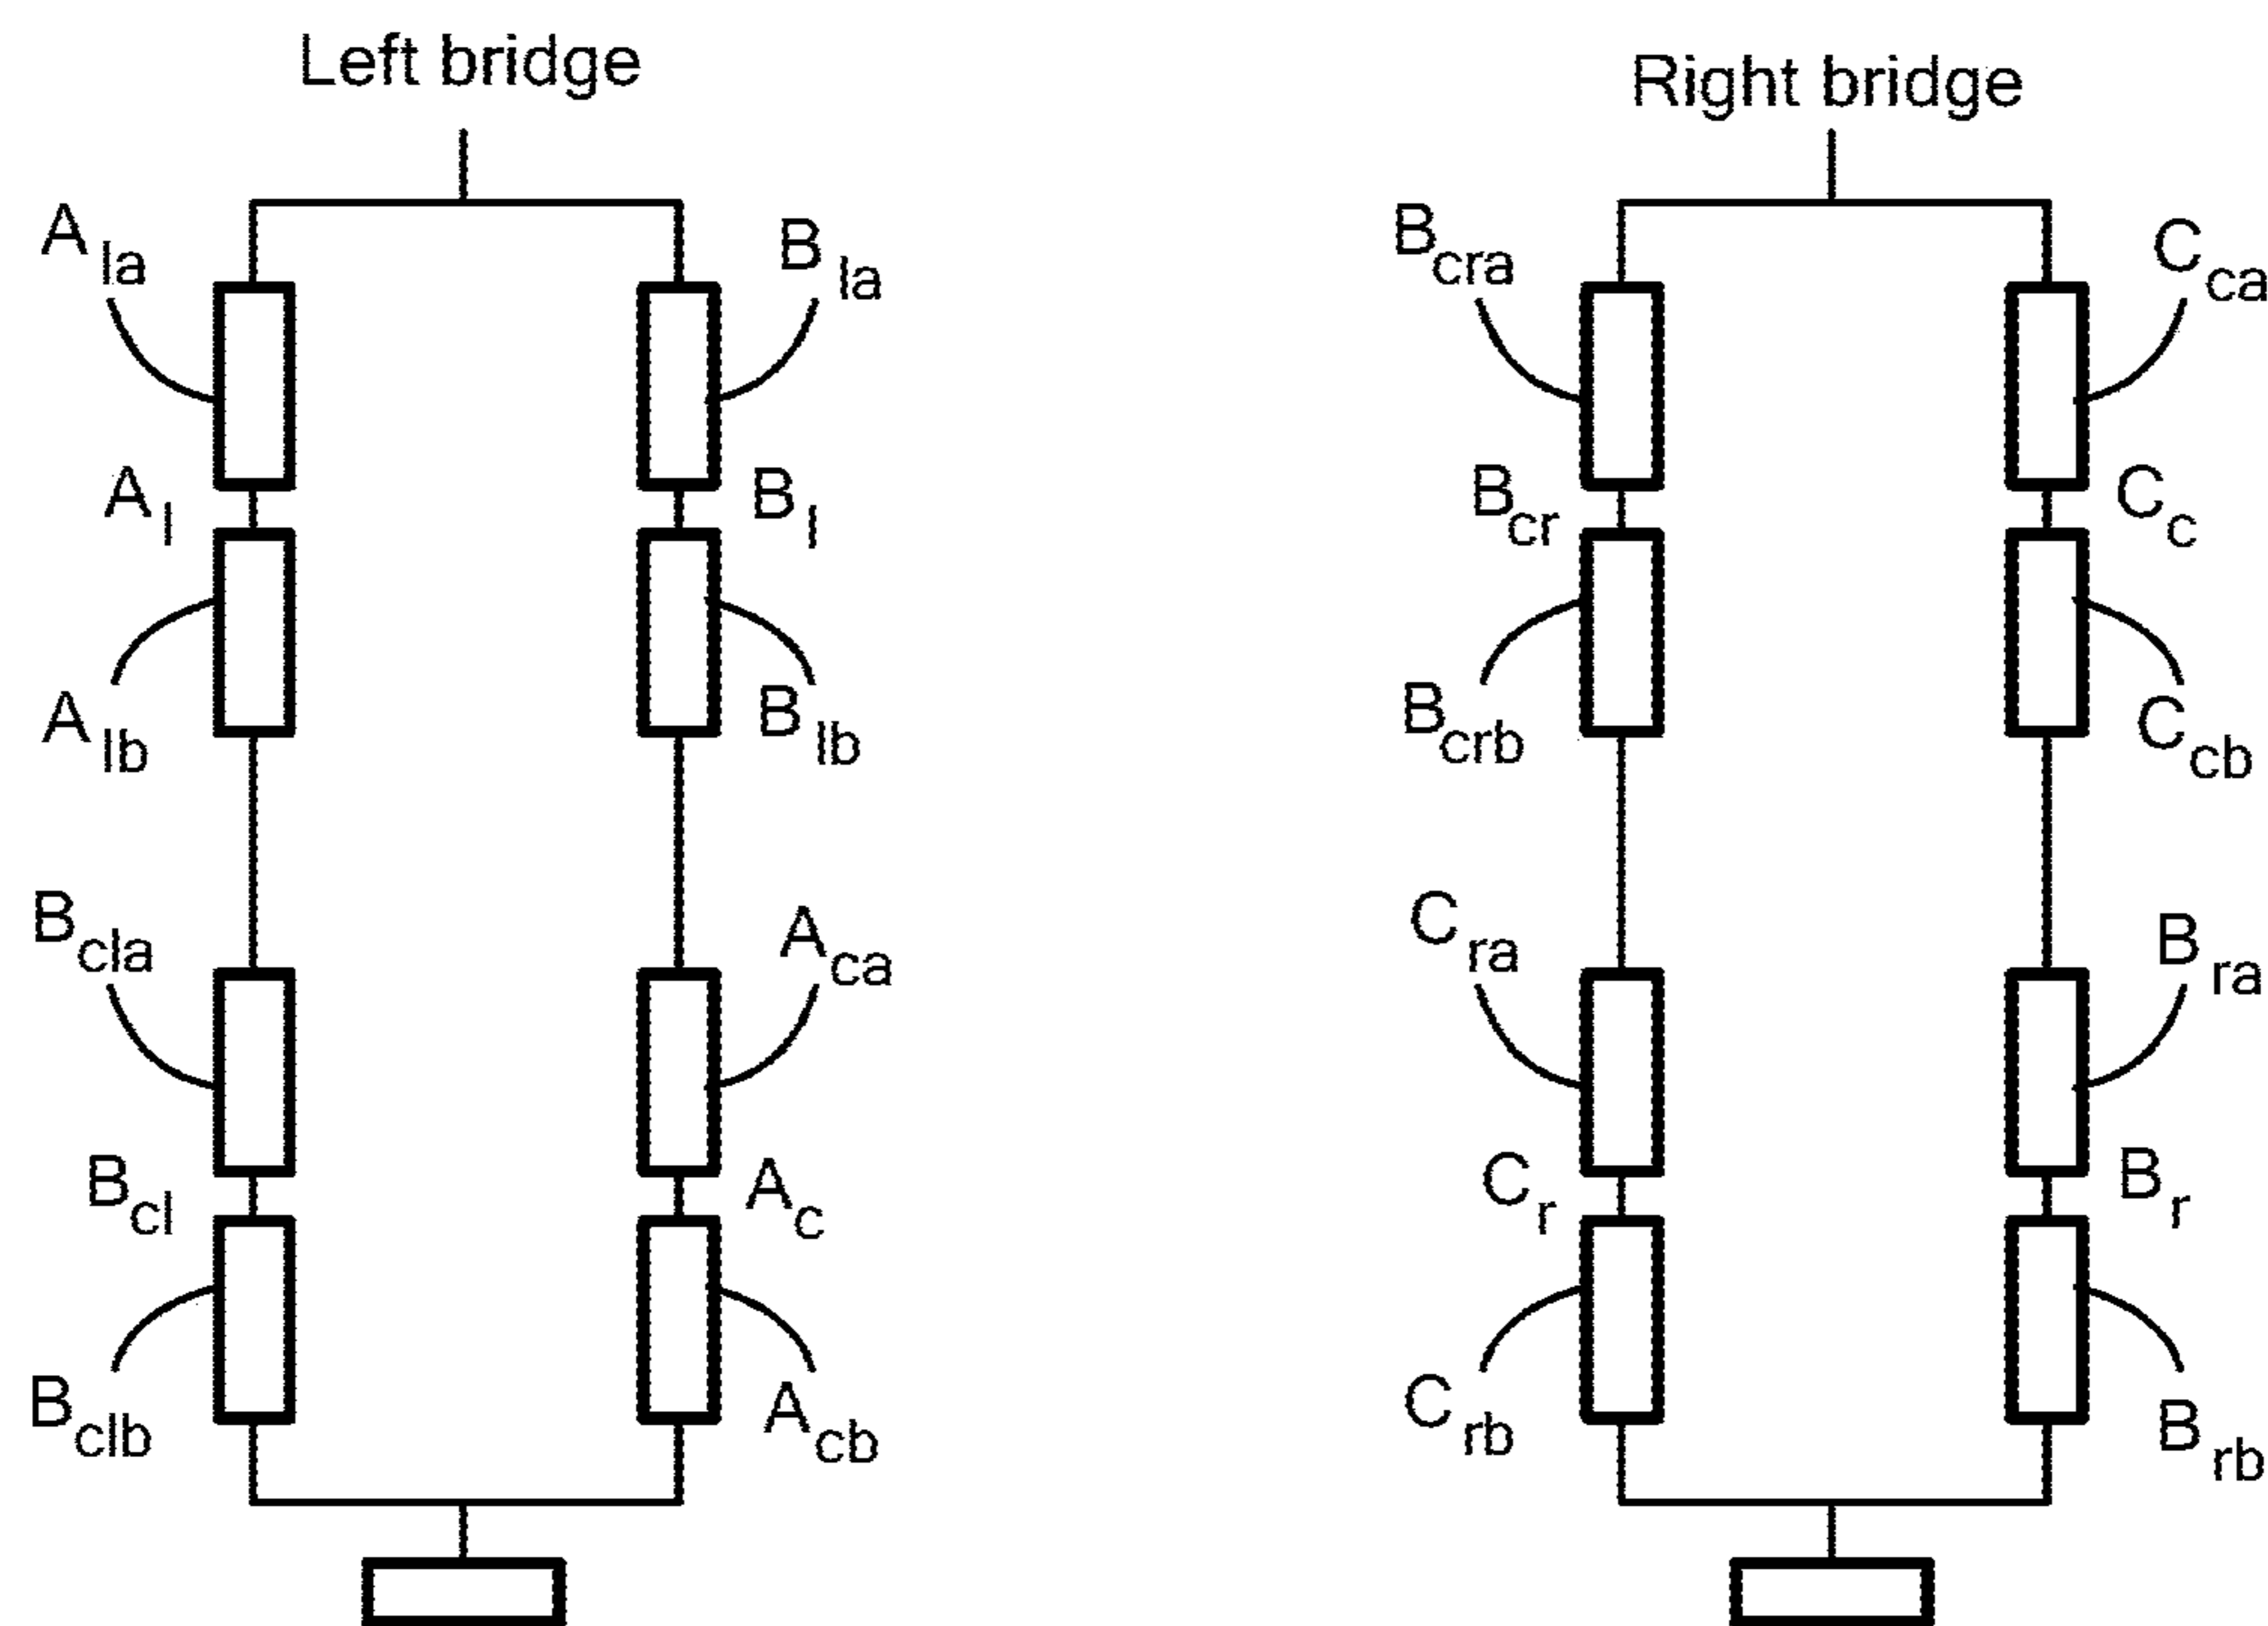 Left bridge
A la
B la
A l
B l
A lb
B lb
B cla
A ca
B cl
A c
B clb
A cb
Right bridge
B cra
C ca
B cr
C c
B crb
C cb
C ra
B ra
C r
B r
C rb
B rb